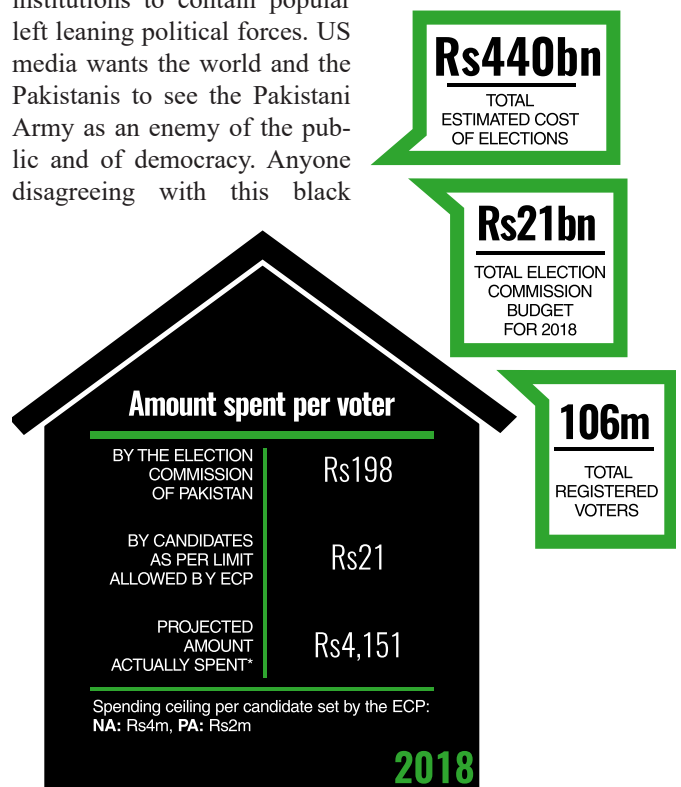 institutions to contain popular
left leaning political forces. US
media wants the world and the
Pakistanis to see the Pakistani
Army as an enemy of the pub-
lic and of democracy. Anyone
disagreeing with this black
Rs440bn
TOTAL
ESTIMATED COST
OF ELECTIONS
Rs21bn
TOTAL ELECTION
COMMISSION
BUDGET
FOR 2018
106m
TOTAL
REGISTERED
VOTERS
Amount spent per voter
BY THE ELECTION
COMMISSION
OF PAKISTAN
Rs198
BY CANDIDATES
AS PER LIMIT
ALLOWED B Y ECP
Rs21
PROJECTED
AMOUNT
ACTUALLY SPENT*
Rs4,151
Spending ceiling per candidate set by the ECP:
NA: Rs4m, PA: Rs2m
2018